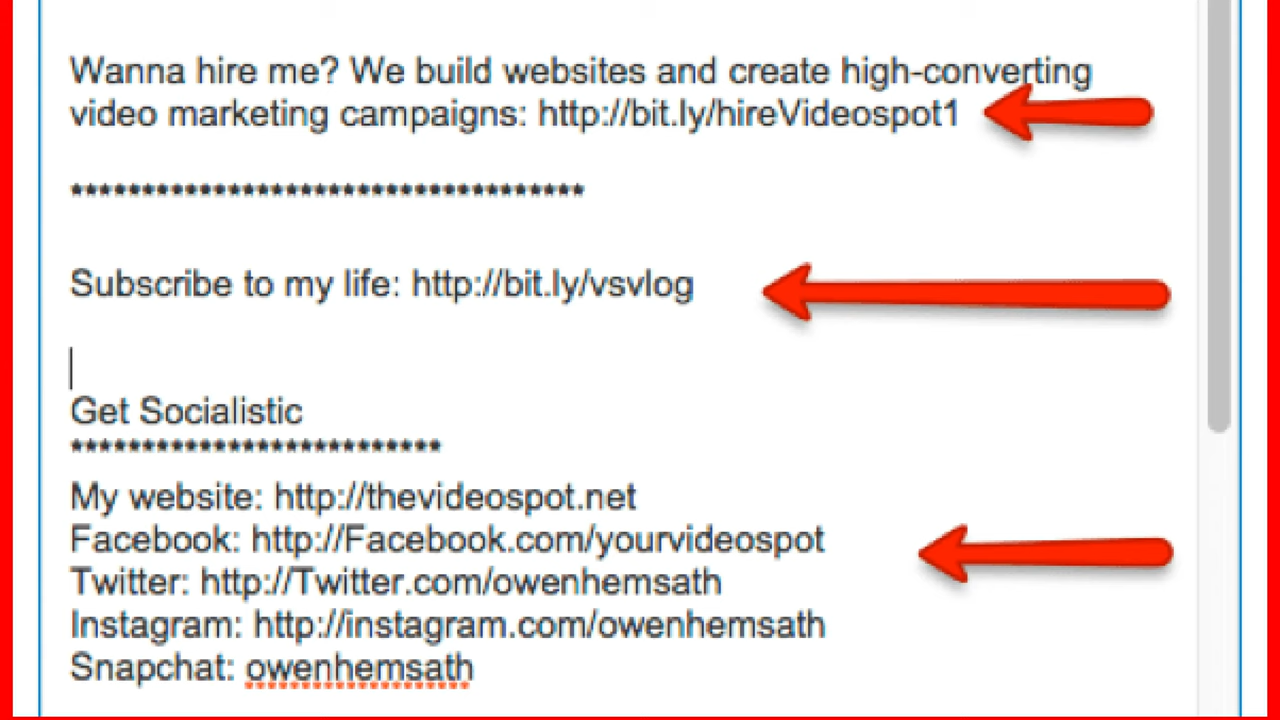 Wanna hire me? We build websites and create high-converting
video marketing campaigns: http://bit.ly/hireVideospot1
************************************
Subscribe to my life: http://bit.ly/vsvlog
Get Socialistic
**************************
My website: http://thevideospot.net
Facebook: http://Facebook.com/yourvideospot
Twitter: http://Twitter.com/owenhemsath
Instagram: http://instagram.com/owenhemsath
Snapchat: owenhemsath